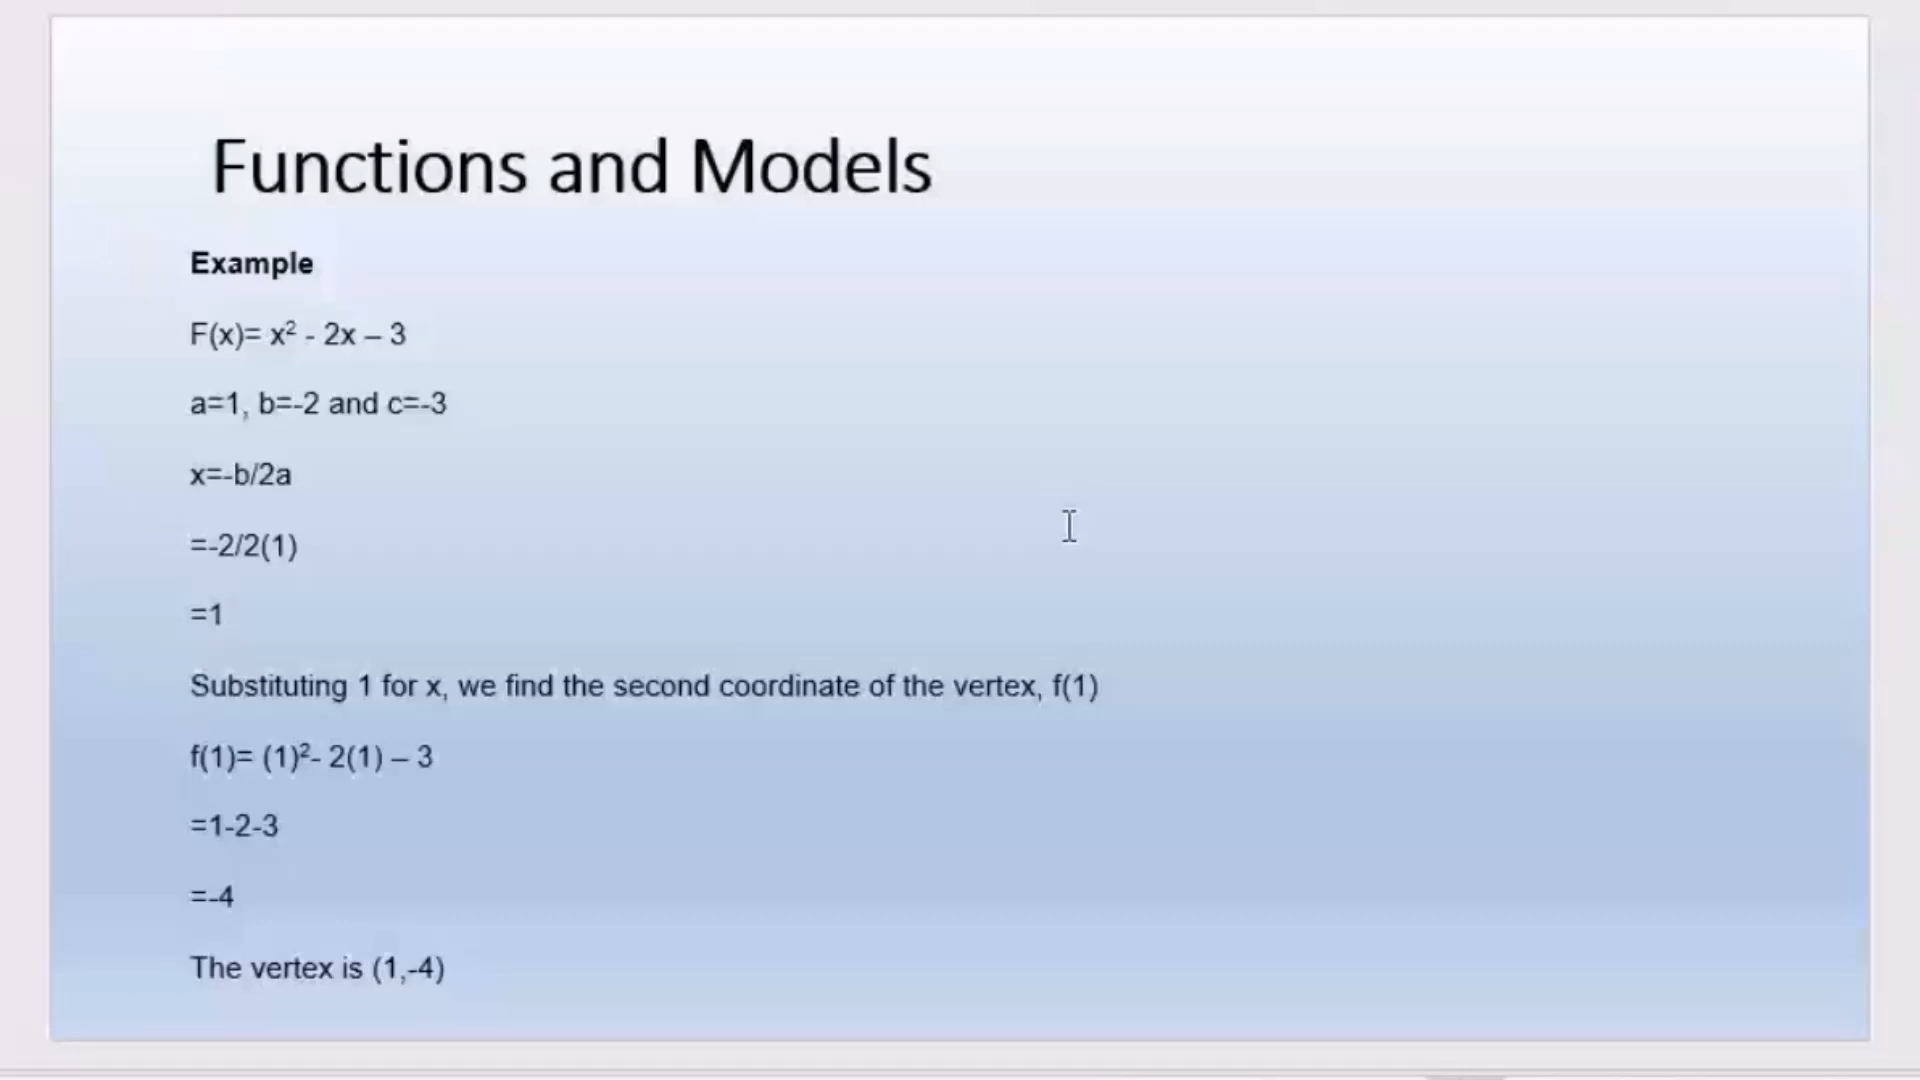 Functions and Models
Example
F(x)= x² - 2x – 3
a=1, b=-2 and c=-3
x=-b/2a
=-2/2(1)
=1
Substituting 1 for x, we find the second coordinate of the vertex, f(1)
f(1)= (1)²- 2(1) – 3
=1-2-3
=-4
The vertex is (1,-4)